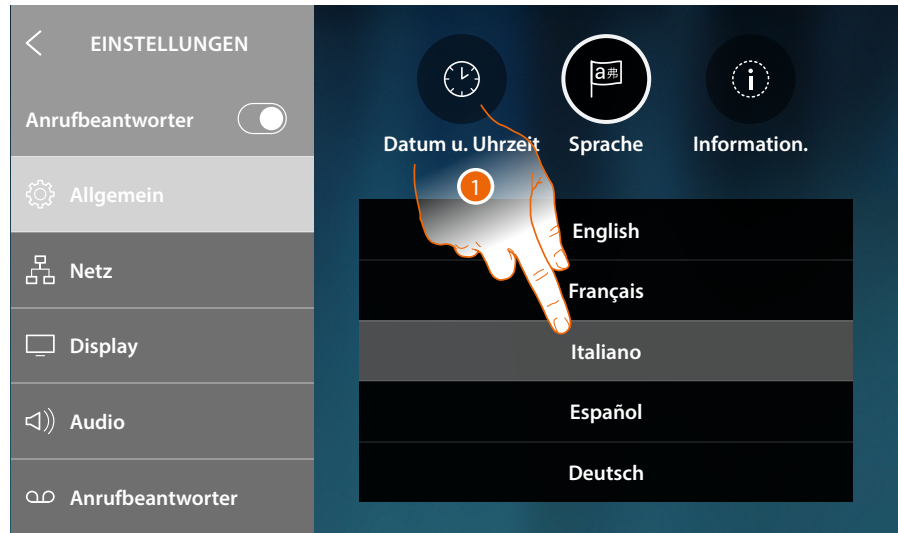 EINSTELLUNGEN
Anrufbeantworter
Allgemein
Netz
Display
Audio
Anrufbeantworter
Datum u. Uhrzeit
Sprache
Information.
1
English
Français
Italiano
Español
Deutsch